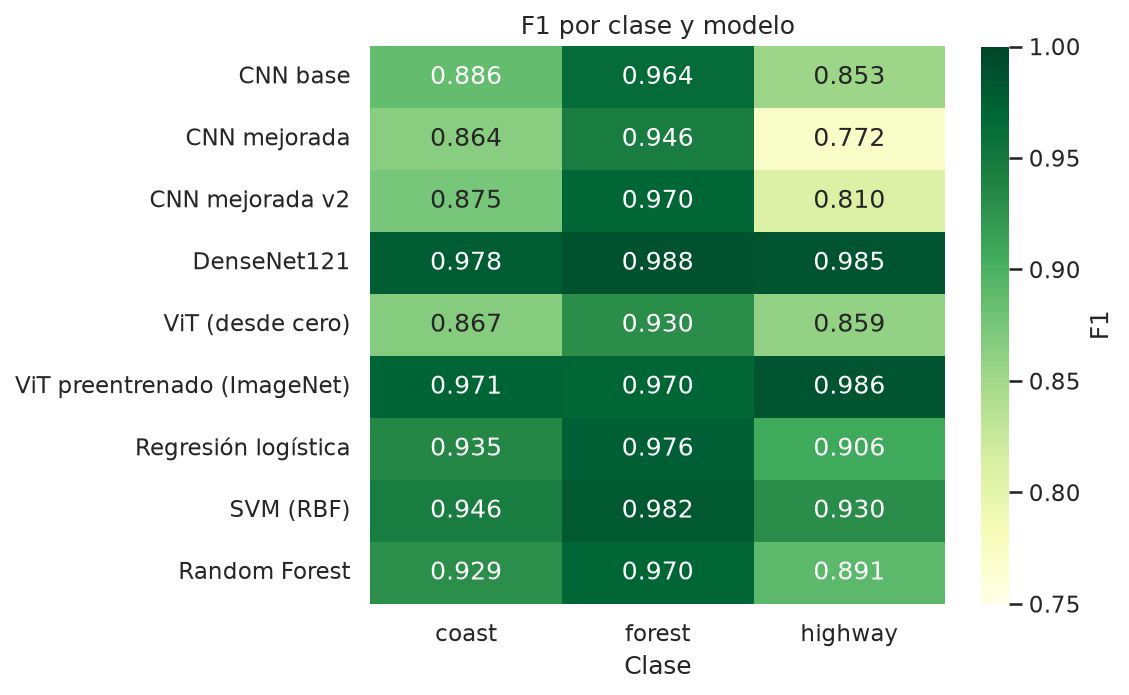 F1 por clase y modelo
CNN base 0.886 0.964 0.853
CNN mejorada 0.864 0.946 0.772
CNN mejorada v2 0.875 0.970 0.810
DenseNet121 0.978 0.988 0.985
ViT (desde cero) 0.867 0.930 0.859
ViT preentrenado (ImageNet) 0.971 0.970 0.986
Regresión logística 0.935 0.976 0.906
SVM (RBF) 0.946 0.982 0.930
Random Forest 0.929 0.970 0.891
coast forest highway
Clase
1.00
0.95
0.90
0.85
0.80
0.75
F1